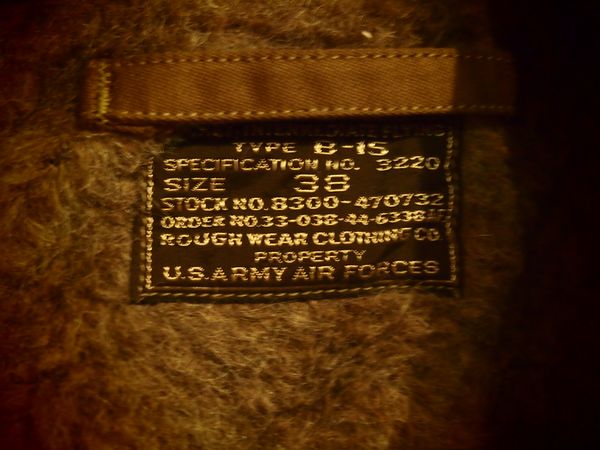 TYPE B-15
SPECIFICATION NO. 3220
SIZE 38
STOCK NO. 8300-470732
ORDER NO. 33-038-44-6338
ROUGH WEAR CLOTHING CO
PROPERTY
U.S. ARMY AIR FORCES